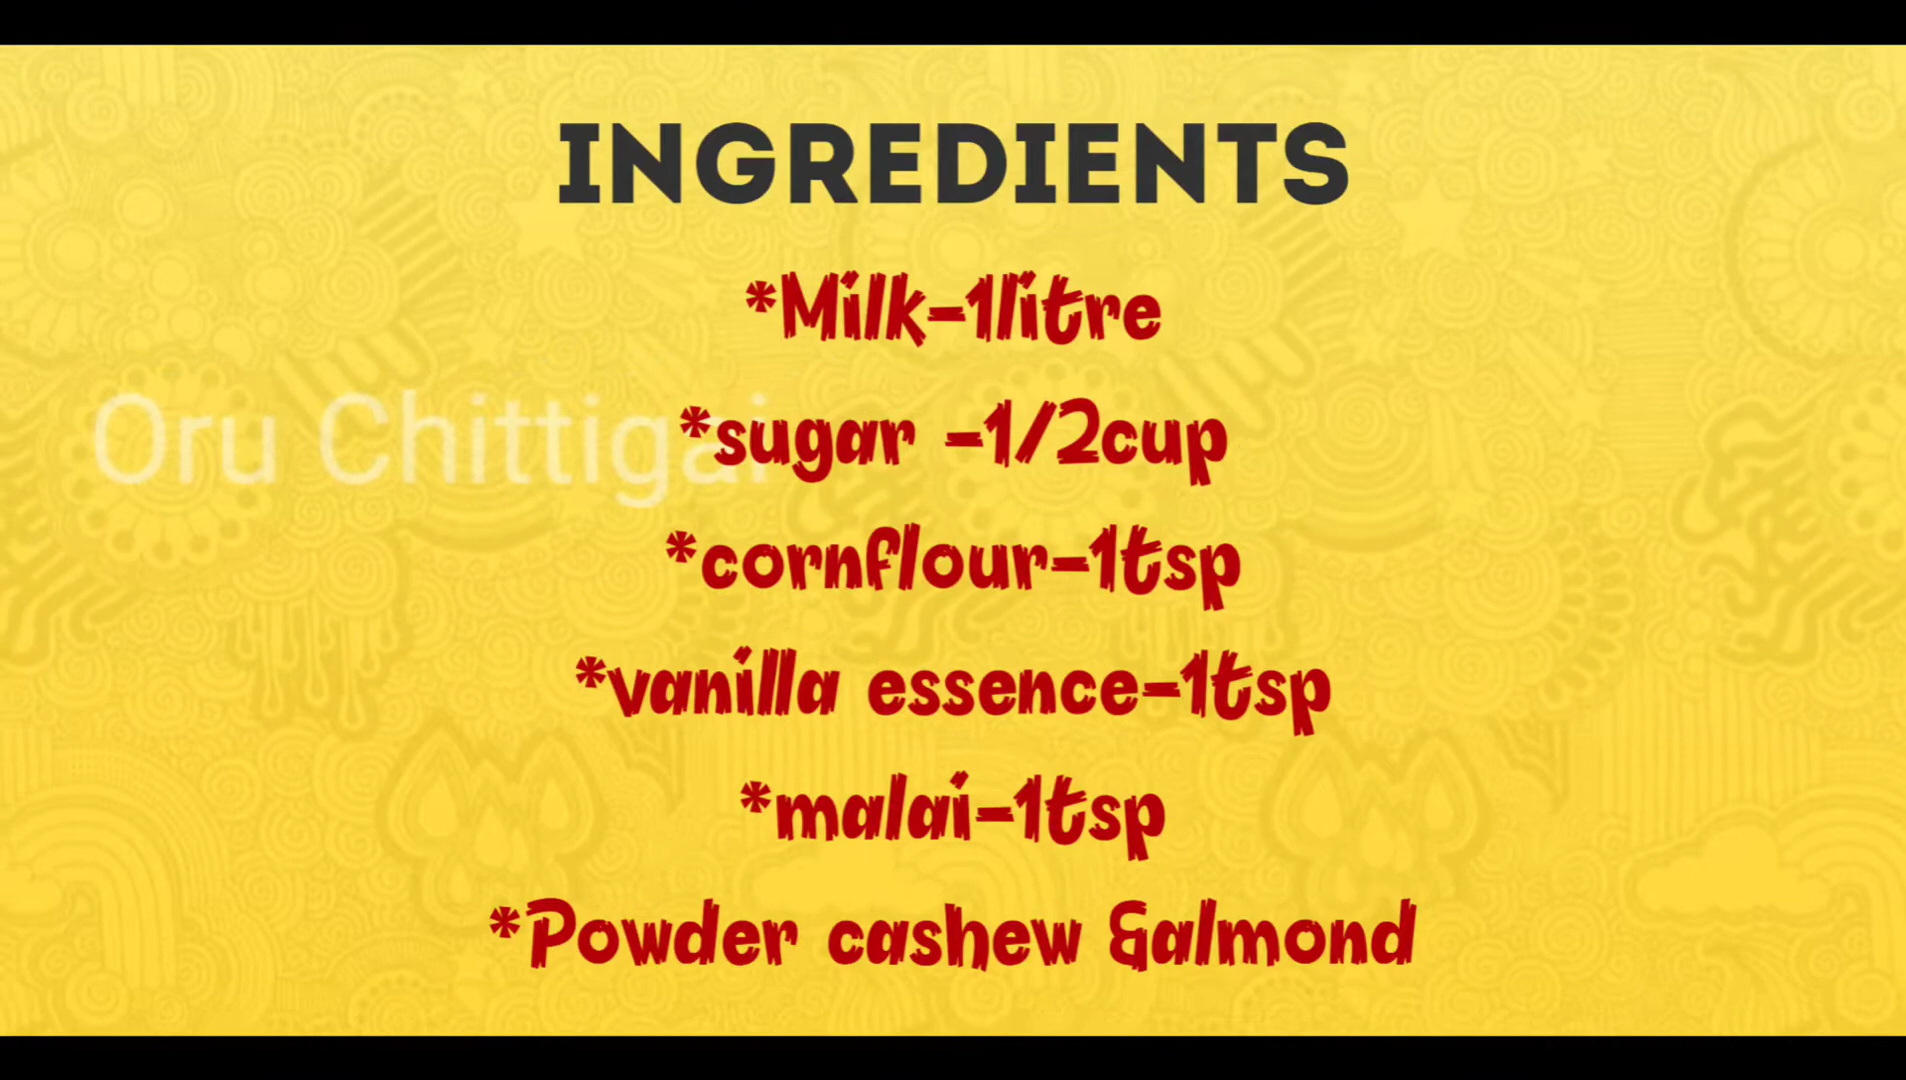 INGREDIENTS
*Milk-1litre
Oru Chittigai
*sugar -1/2cup
*cornflour-1tsp
*vanilla essence-1tsp
*malai-1tsp
*Powder cashew &almond